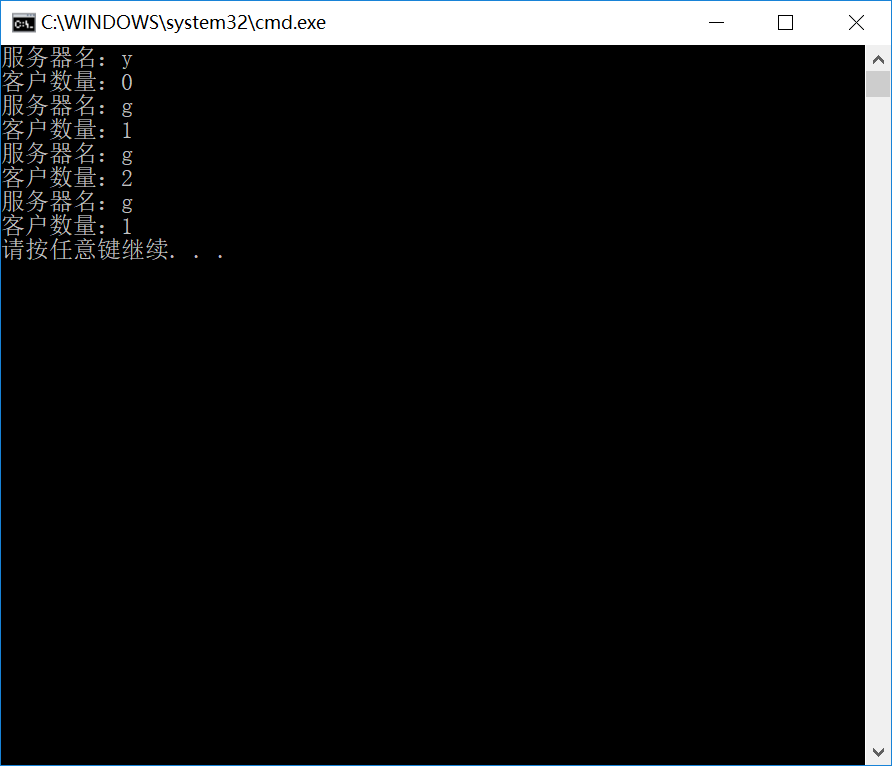 C:\WINDOWS\system32\cmd.exe
服务器名：y
客户数量：0
服务器名：g
客户数量：1
服务器名：g
客户数量：2
服务器名：g
客户数量：1
请按任意键继续. . .